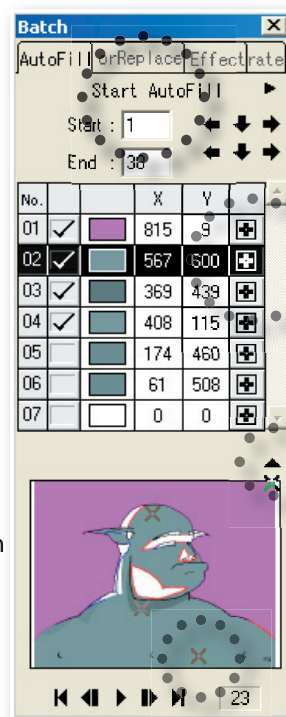 Batch
AutoFill orReplace Effect rate
Start AutoFill
Start : 1
End : 38
No. X Y
01 815 9
02 567 600
03 369 439
04 408 115
05 174 460
06 61 508
07 0 0
23